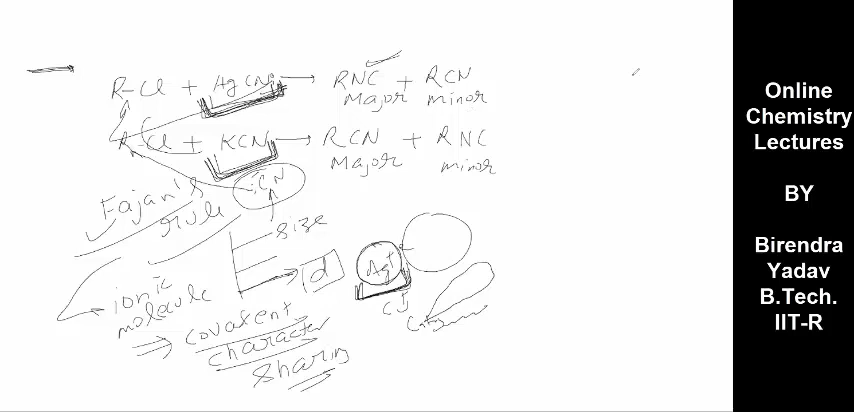 R-Cl + AgCN → RNC + RCN
Major minor
R-Cl + KCN → RCN + RNC
Major minor
:CN
Fajan's
rule
size
d
Ag+
ionic
molecule
⇒ covalent
character
sharing
Online
Chemistry
Lectures
BY
Birendra
Yadav
B.Tech.
IIT-R